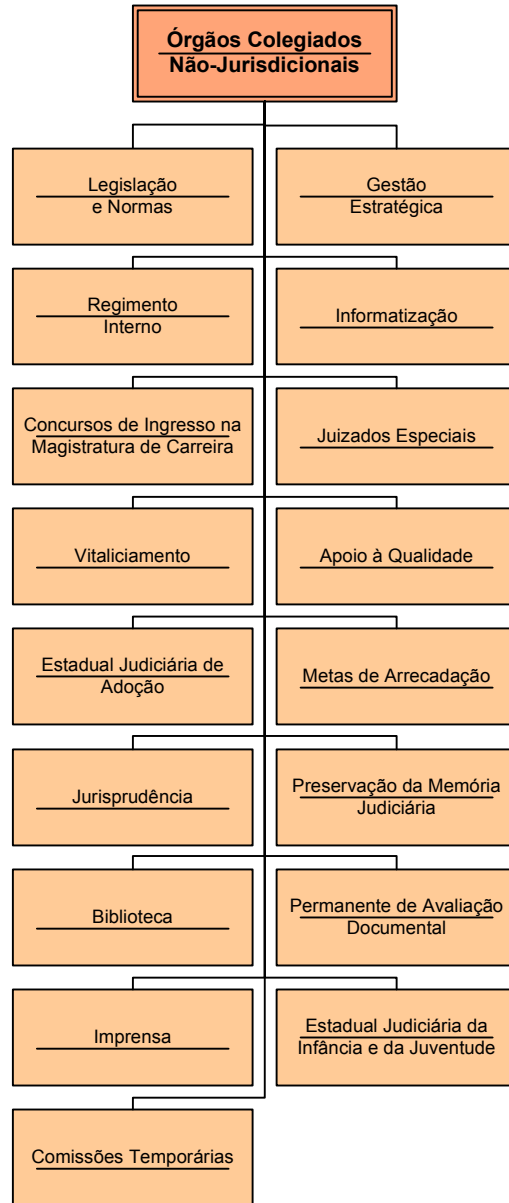 Órgãos Colegiados
Não-Jurisdicionais
Legislação
e Normas
Gestão
Estratégica
Regimento
Interno
Informatização
Concursos de Ingresso na
Magistratura de Carreira
Juizados Especiais
Vitaliciamento
Apoio à Qualidade
Estadual Judiciária de
Adoção
Metas de Arrecadação
Jurisprudência
Preservação da Memória
Judiciária
Biblioteca
Permanente de Avaliação
Documental
Imprensa
Estadual Judiciária da
Infância e da Juventude
Comissões Temporárias